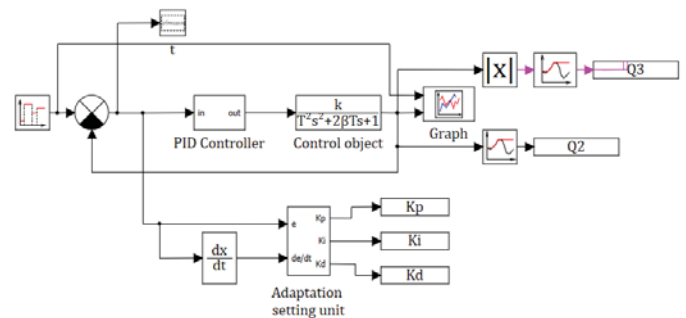 t
|X|
Q3
in
out
k
T²s²+2βTs+1
PID Controller
Control object
Graph
Q2
e
de/dt
Kp
Ki
Kd
Kp
Ki
Kd
dx
dt
Adaptation
setting unit